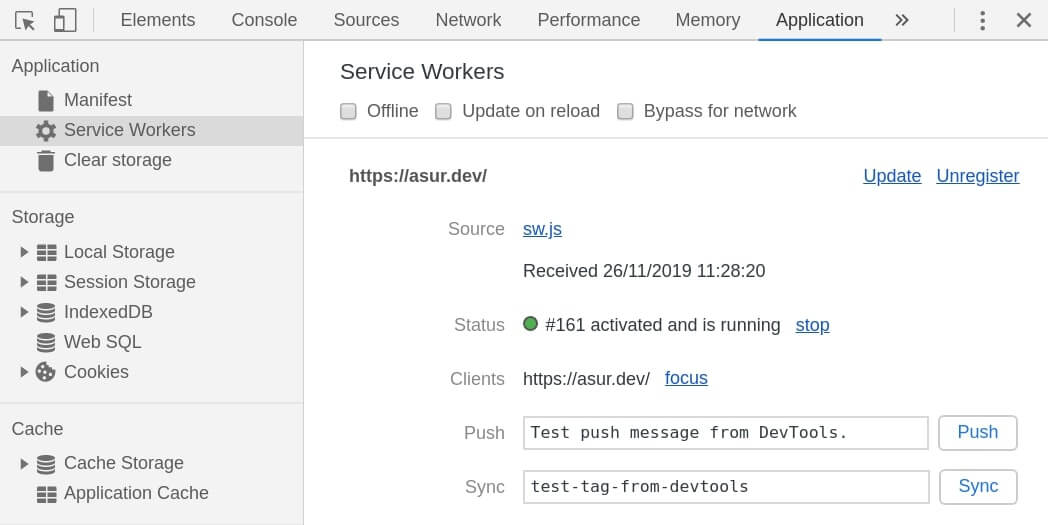 Elements Console Sources Network Performance Memory Application »
Application
Manifest
Service Workers
Clear storage
Storage
Local Storage
Session Storage
IndexedDB
Web SQL
Cookies
Cache
Cache Storage
Application Cache
Service Workers
Offline Update on reload Bypass for network
https://asur.dev/ Update Unregister
Source sw.js
Received 26/11/2019 11:28:20
Status #161 activated and is running stop
Clients https://asur.dev/ focus
Push Test push message from DevTools. Push
Sync test-tag-from-devtools Sync